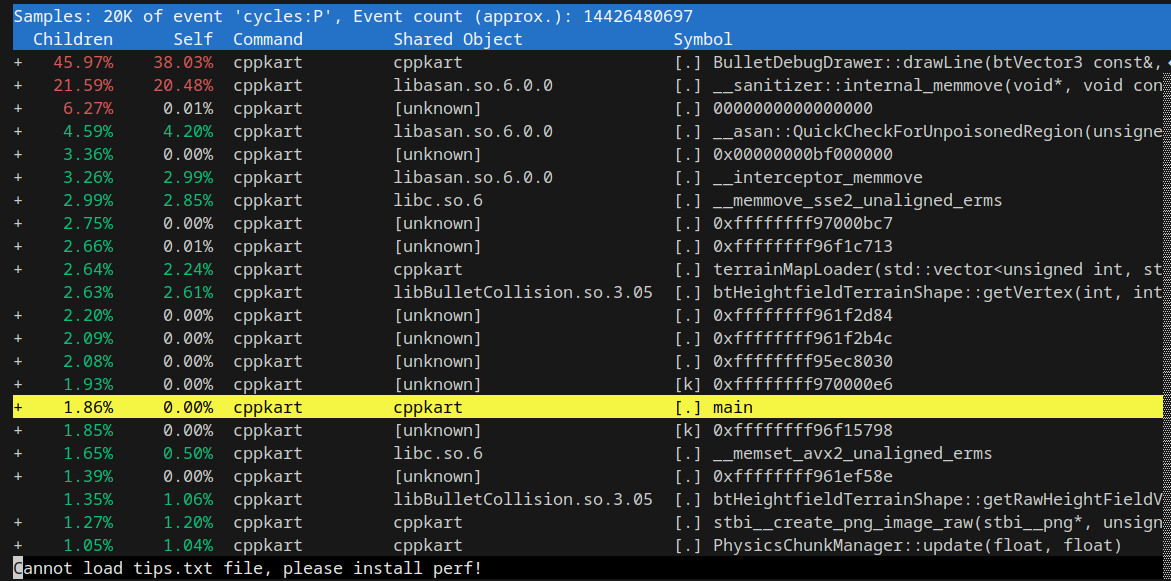 Samples: 20K of event 'cycles:P', Event count (approx.): 14426480697
Children Self Command Shared Object Symbol
+ 45.97% 38.03% cppkart cppkart [.] BulletDebugDrawer::drawLine(btVector3 const&,
+ 21.59% 20.48% cppkart libasan.so.6.0.0 [.] __sanitizer::internal_memmove(void*, void con
+ 6.27% 0.01% cppkart [unknown] [.] 0000000000000000
+ 4.59% 4.20% cppkart libasan.so.6.0.0 [.] __asan::QuickCheckForUnpoisonedRegion(unsigne
+ 3.36% 0.00% cppkart [unknown] [.] 0x00000000bf000000
+ 3.26% 2.99% cppkart libasan.so.6.0.0 [.] __interceptor_memmove
+ 2.99% 2.85% cppkart libc.so.6 [.] __memmove_sse2_unaligned_erms
+ 2.75% 0.00% cppkart [unknown] [.] 0xffffffff97000bc7
+ 2.66% 0.01% cppkart [unknown] [.] 0xffffffff96f1c713
+ 2.64% 2.24% cppkart cppkart [.] terrainMapLoader(std::vector<unsigned int, st
2.63% 2.61% cppkart libBulletCollision.so.3.05 [.] btHeightfieldTerrainShape::getVertex(int, int
+ 2.20% 0.00% cppkart [unknown] [.] 0xffffffff961f2d84
+ 2.09% 0.00% cppkart [unknown] [.] 0xffffffff961f2b4c
+ 2.08% 0.00% cppkart [unknown] [.] 0xffffffff95ec8030
+ 1.93% 0.00% cppkart [unknown] [k] 0xffffffff970000e6
+ 1.86% 0.00% cppkart cppkart [.] main
+ 1.85% 0.00% cppkart [unknown] [k] 0xffffffff96f15798
+ 1.65% 0.50% cppkart libc.so.6 [.] __memset_avx2_unaligned_erms
+ 1.39% 0.00% cppkart [unknown] [.] 0xffffffff961ef58e
1.35% 1.06% cppkart libBulletCollision.so.3.05 [.] btHeightfieldTerrainShape::getRawHeightFieldV
+ 1.27% 1.20% cppkart cppkart [.] stbi__create_png_image_raw(stbi__png*, unsign
+ 1.05% 1.04% cppkart cppkart [.] PhysicsChunkManager::update(float, float)
Cannot load tips.txt file, please install perf!